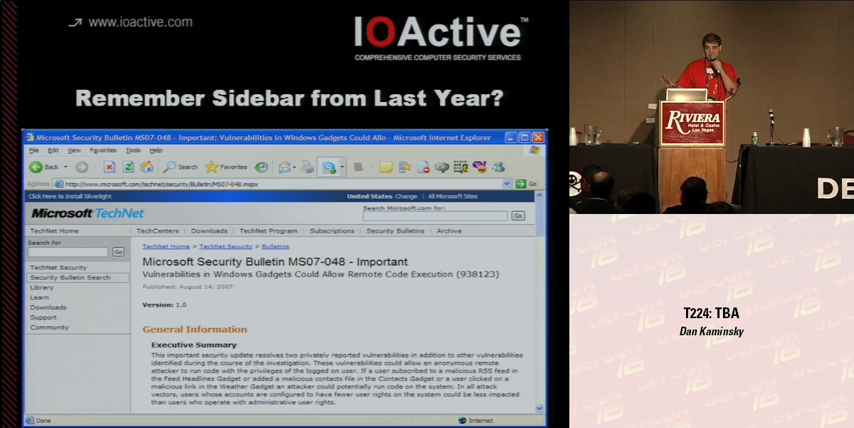 www.ioactive.com
IOActive™
COMPREHENSIVE COMPUTER SECURITY SERVICES
Remember Sidebar from Last Year?
Microsoft Security Bulletin MS07-048 - Important: Vulnerabilities in Windows Gadgets Could Allo - Microsoft Internet Explorer
File Edit View Favorites Tools Help
Back Search Favorites
Address http://www.microsoft.com/technet/security/Bulletin/MS07-048.mspx Go
Click Here to Install Silverlight United States Change | All Microsoft Sites
Microsoft TechNet
Search Microsoft.com for:
Go
TechNet Home | TechCenters | Downloads | TechNet Program | Subscriptions | Security Bulletins | Archive
Search for
Go
TechNet Security
Security Bulletin Search
Library
Learn
Downloads
Support
Community
TechNet Home > TechNet Security > Bulletins
Microsoft Security Bulletin MS07-048 - Important
Vulnerabilities in Windows Gadgets Could Allow Remote Code Execution (938123)
Published: August 14, 2007
Version: 1.0
General Information
Executive Summary
This important security update resolves two privately reported vulnerabilities in addition to other vulnerabilities
identified during the course of the investigation. These vulnerabilities could allow an anonymous remote
attacker to run code with the privileges of the logged on user. If a user subscribed to a malicious RSS feed in
the Feed Headlines Gadget or added a malicious contacts file in the Contacts Gadget or a user clicked on a
malicious link in the Weather Gadget an attacker could potentially run code on the system. In all attack
vectors, users whose accounts are configured to have fewer user rights on the system could be less impacted
than users who operate with administrative user rights.
Done Internet
RIVIERA
Hotel & Casino
Las Vegas
DE
T224: TBA
Dan Kaminsky
DEFCON 16